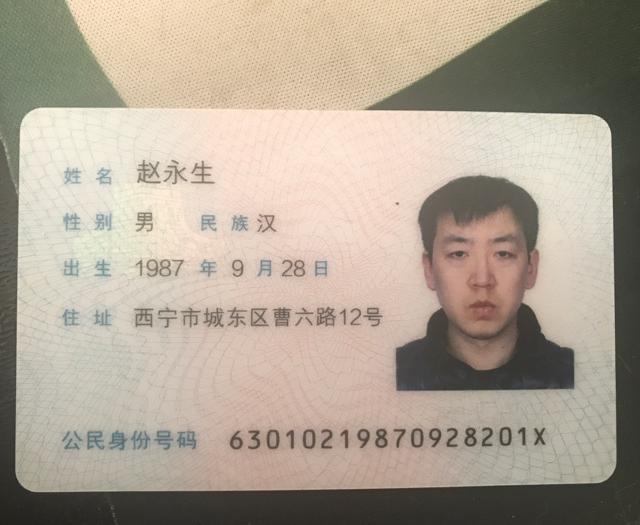 姓名 赵永生
性别 男 民族 汉
出生 1987 年 9 月 28 日
住址 西宁市城东区曹六路12号
公民身份号码 63010219870928201X